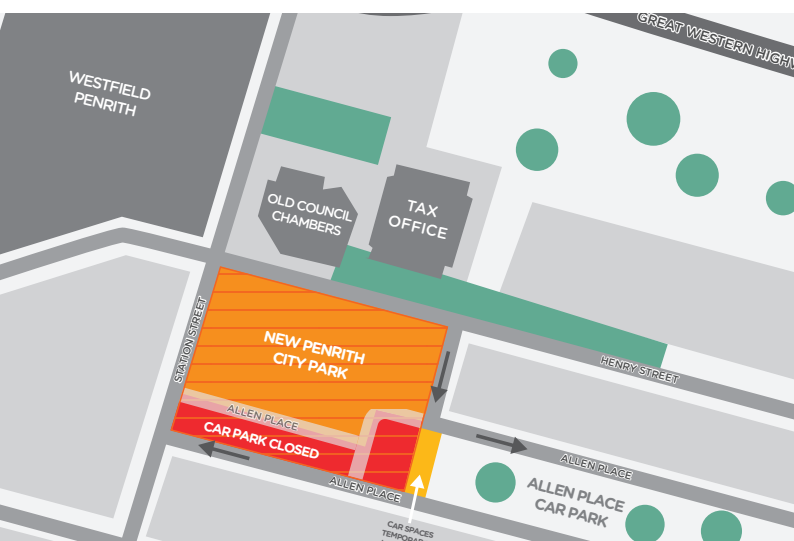 GREAT WESTERN
WESTFIELD
PENRITH
OLD COUNCIL
CHAMBERS
TAX
OFFICE
STATION STREET
NEW PENRITH
CITY PARK
HENRY STREET
ALLEN PLACE
CAR PARK CLOSED
ALLEN PLACE
ALLEN PLACE
ALLEN PLACE
CAR PARK
CAR SPACES